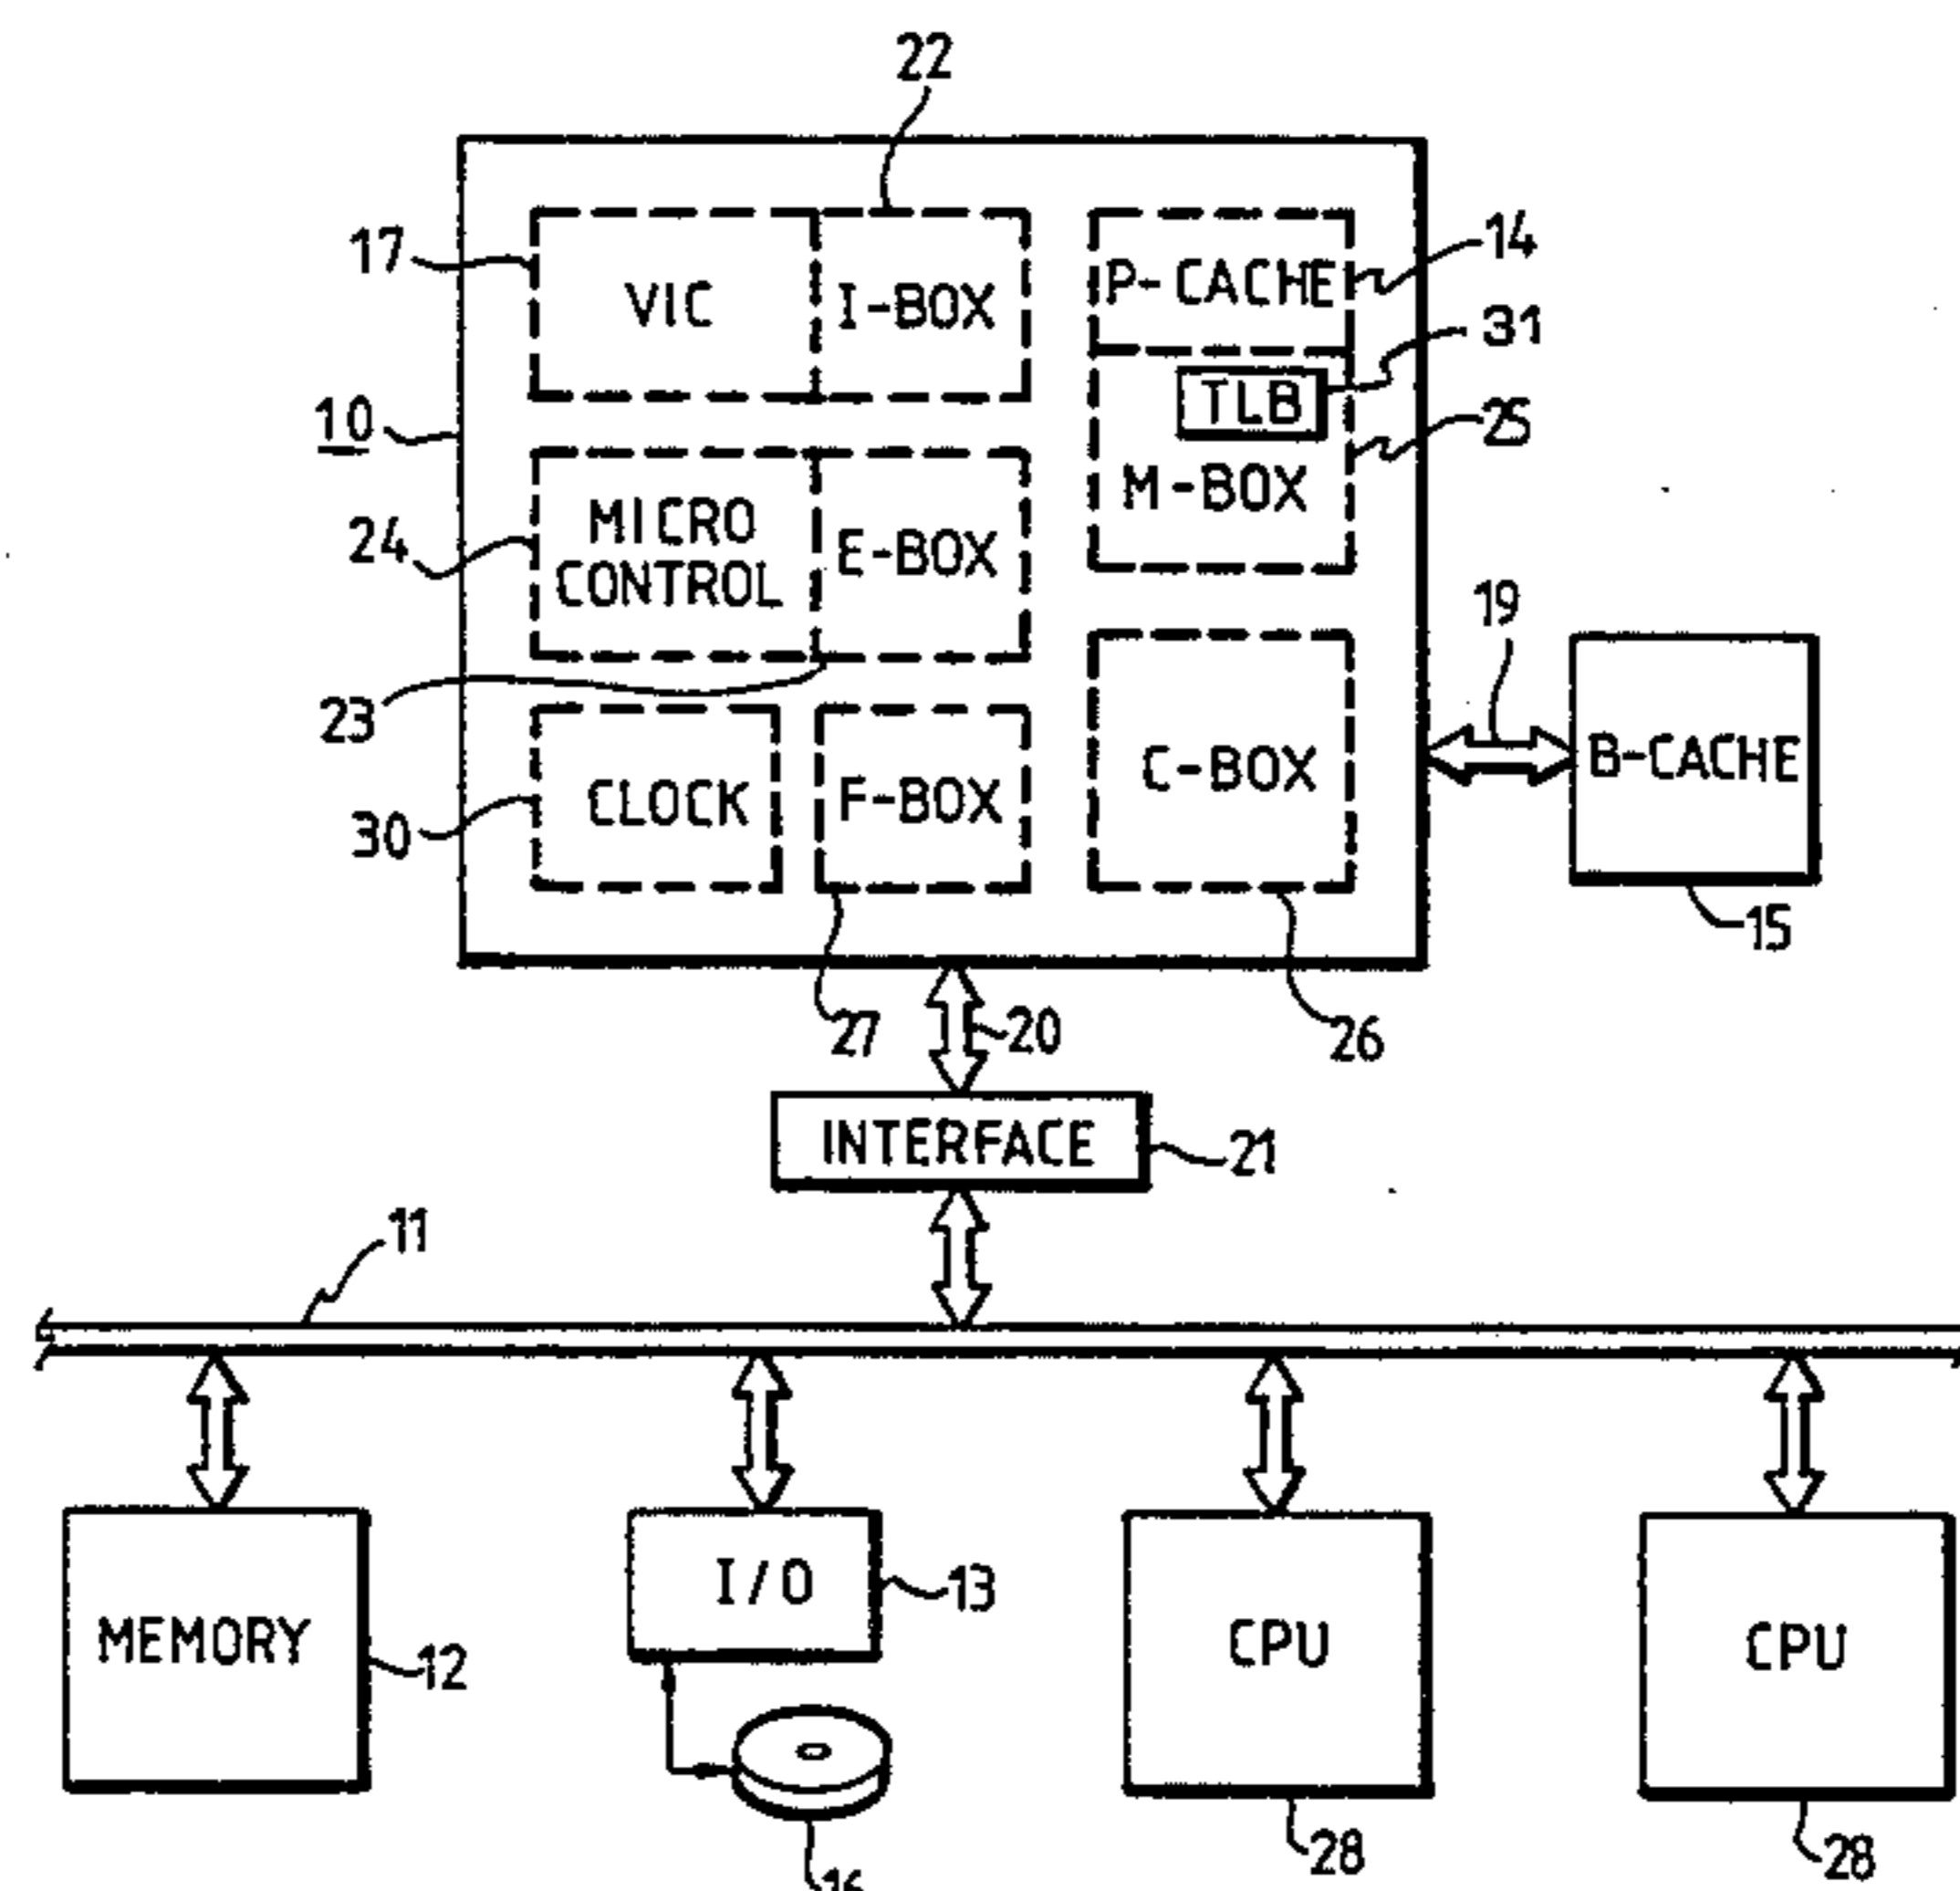 22
17
VIC
I-BOX
P-CACHE
14
31
TLB
10
25
M-BOX
24
MICRO
CONTROL
E-BOX
19
23
CLOCK
F-BOX
C-BOX
B-CACHE
30
15
27
20
26
INTERFACE
21
11
MEMORY
12
I/O
13
CPU
CPU
16
28
28